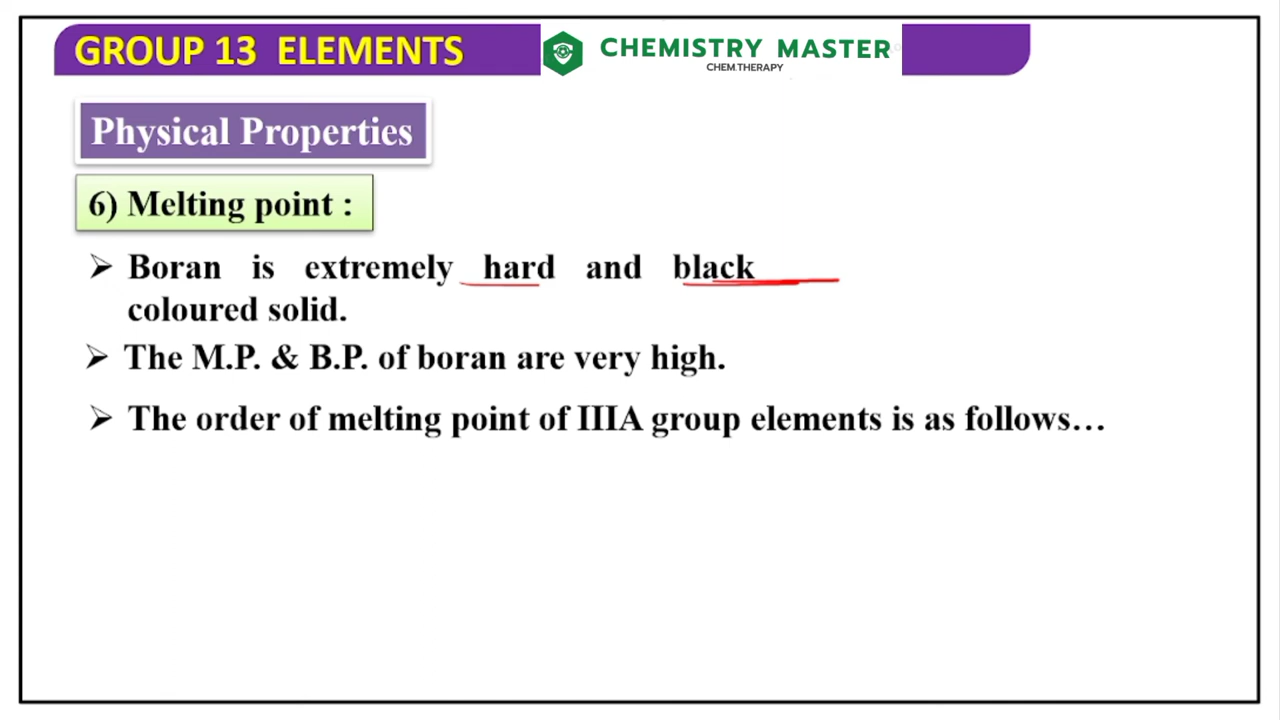 GROUP 13 ELEMENTS
CHEMISTRY MASTER
CHEM.THERAPY
Physical Properties
6) Melting point :
➢ Boran is extremely hard and black
coloured solid.
➢ The M.P. & B.P. of boran are very high.
➢ The order of melting point of IIIA group elements is as follows…